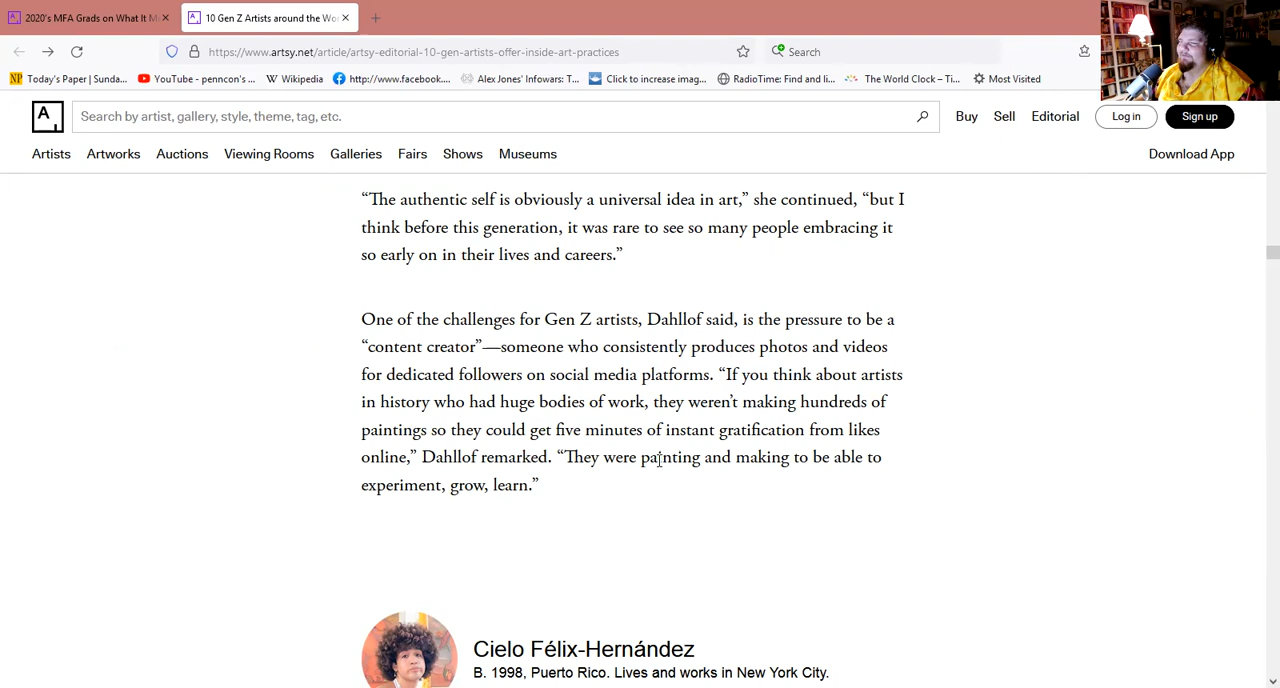 2020's MFA Grads on What It M
10 Gen Z Artists around the Wo
https://www.artsy.net/article/artsy-editorial-10-gen-artists-offer-inside-art-practices
Search
Today's Paper | Sunda...
YouTube - penncon's ...
Wikipedia
http://www.facebook....
Alex Jones' Infowars: T...
Click to increase imag...
RadioTime: Find and li...
The World Clock – Ti...
Most Visited
A
Search by artist, gallery, style, theme, tag, etc.
Buy
Sell
Editorial
Log in
Sign up
Artists
Artworks
Auctions
Viewing Rooms
Galleries
Fairs
Shows
Museums
Download App
“The authentic self is obviously a universal idea in art,” she continued, “but I
think before this generation, it was rare to see so many people embracing it
so early on in their lives and careers.”
One of the challenges for Gen Z artists, Dahllof said, is the pressure to be a
“content creator”—someone who consistently produces photos and videos
for dedicated followers on social media platforms. “If you think about artists
in history who had huge bodies of work, they weren’t making hundreds of
paintings so they could get five minutes of instant gratification from likes
online,” Dahllof remarked. “They were painting and making to be able to
experiment, grow, learn.”
Cielo Félix-Hernández
B. 1998, Puerto Rico. Lives and works in New York City.